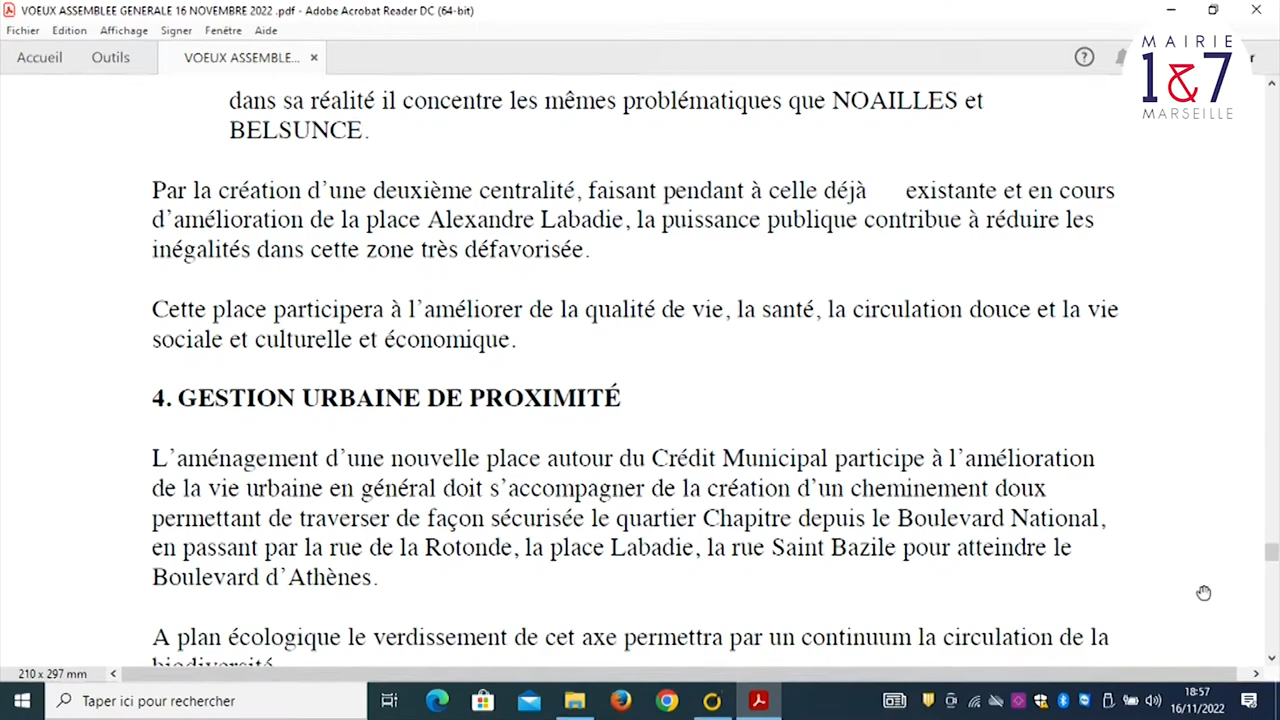 VOEUX ASSEMBLEE GENERALE 16 NOVEMBRE 2022 .pdf - Adobe Acrobat Reader DC (64-bit)
Fichier Edition Affichage Signer Fenêtre Aide
Accueil Outils VOEUX ASSEMBLE... ×
MAIRIE
1&7
MARSEILLE
dans sa réalité il concentre les mêmes problématiques que NOAILLES et
BELSUNCE.
Par la création d’une deuxième centralité, faisant pendant à celle déjà existante et en cours
d’amélioration de la place Alexandre Labadie, la puissance publique contribue à réduire les
inégalités dans cette zone très défavorisée.
Cette place participera à l’améliorer de la qualité de vie, la santé, la circulation douce et la vie
sociale et culturelle et économique.
4. GESTION URBAINE DE PROXIMITÉ
L’aménagement d’une nouvelle place autour du Crédit Municipal participe à l’amélioration
de la vie urbaine en général doit s’accompagner de la création d’un cheminement doux
permettant de traverser de façon sécurisée le quartier Chapitre depuis le Boulevard National,
en passant par la rue de la Rotonde, la place Labadie, la rue Saint Bazile pour atteindre le
Boulevard d’Athènes.
A plan écologique le verdissement de cet axe permettra par un continuum la circulation de la
biodiversité
210 x 297 mm
Taper ici pour rechercher
18:57
16/11/2022